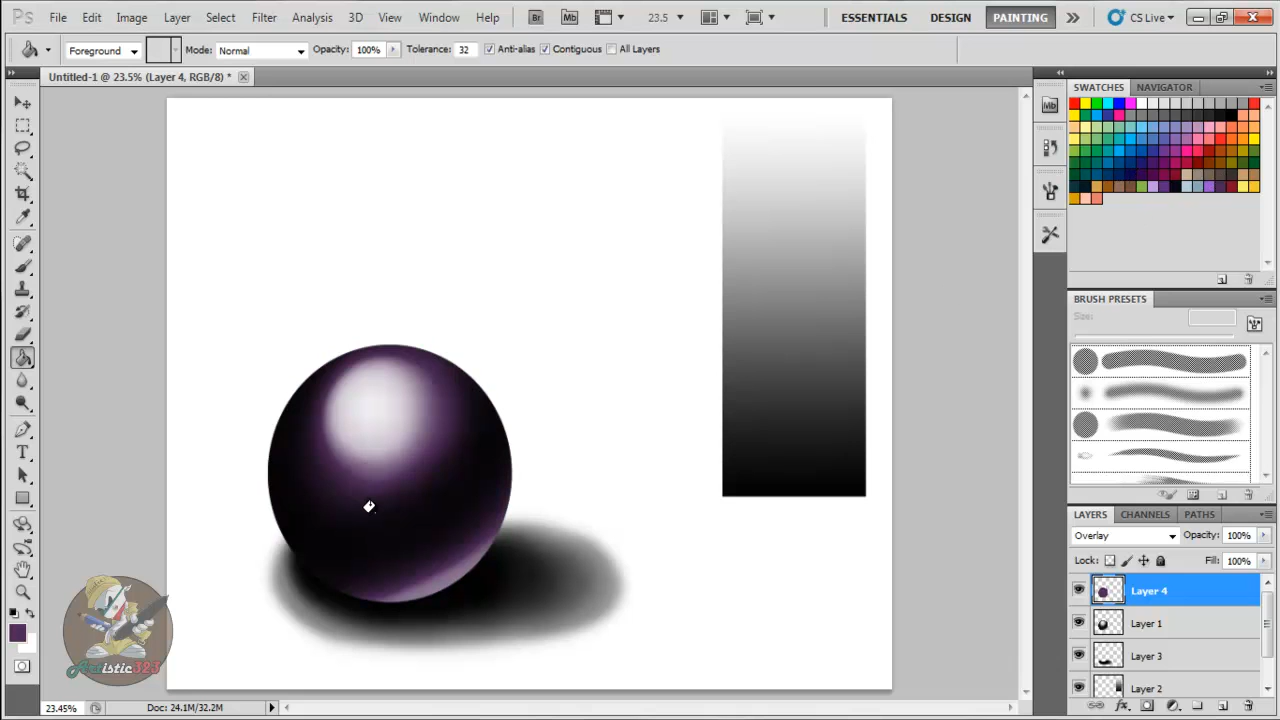 Ps File Edit Image Layer Select Filter Analysis 3D View Window Help Br Mb 23.5 ESSENTIALS DESIGN PAINTING CS Live
Foreground Mode: Normal Opacity: 100% Tolerance: 32 Anti-alias Contiguous All Layers
Untitled-1 @ 23.5% (Layer 4, RGB/8) *
SWATCHES NAVIGATOR
Mb
BRUSH PRESETS
Size:
LAYERS CHANNELS PATHS
Overlay Opacity: 100%
Lock: Fill: 100%
Layer 4
Layer 1
Layer 3
Layer 2
T
Artistic323
23.45% Doc: 24.1M/32.2M
fx